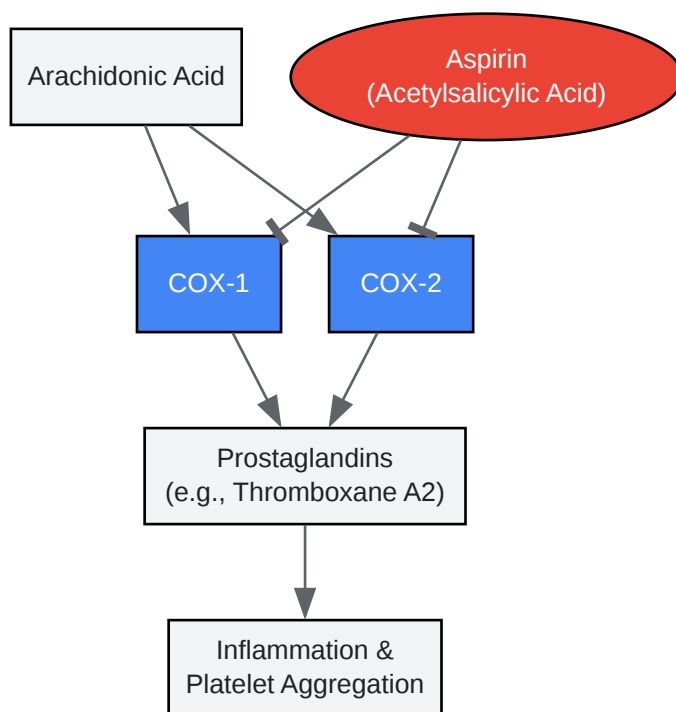 Arachidonic Acid
Aspirin
(Acetylsalicylic Acid)
COX-1
COX-2
Prostaglandins
(e.g., Thromboxane A2)
Inflammation &
Platelet Aggregation